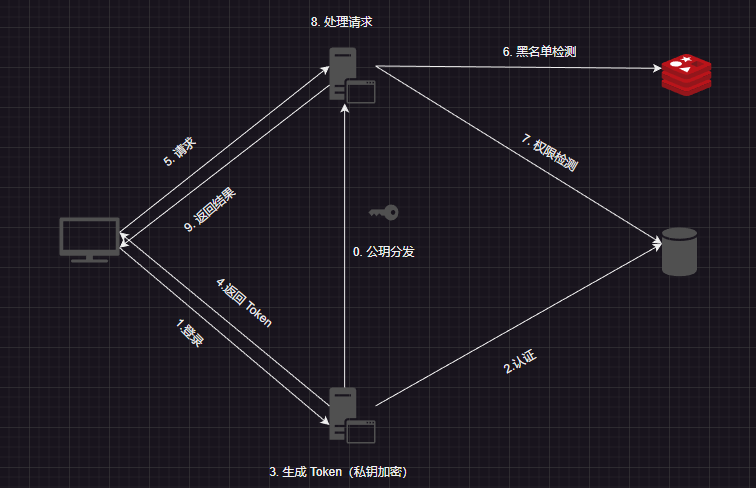 8. 处理请求
6. 黑名单检测
5. 请求
7. 权限检测
9. 返回结果
0. 公玥分发
4.返回 Token
1.登录
2.认证
3. 生成 Token（私钥加密）